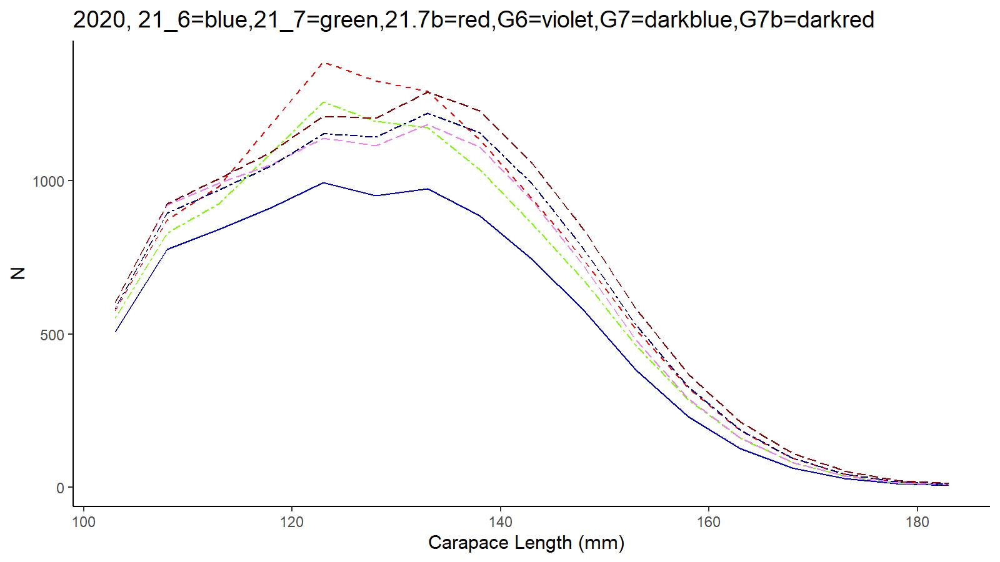 2020, 21_6=blue,21_7=green,21.7b=red,G6=violet,G7=darkblue,G7b=darkred
N
1000
500
0
100 120 140 160 180
Carapace Length (mm)